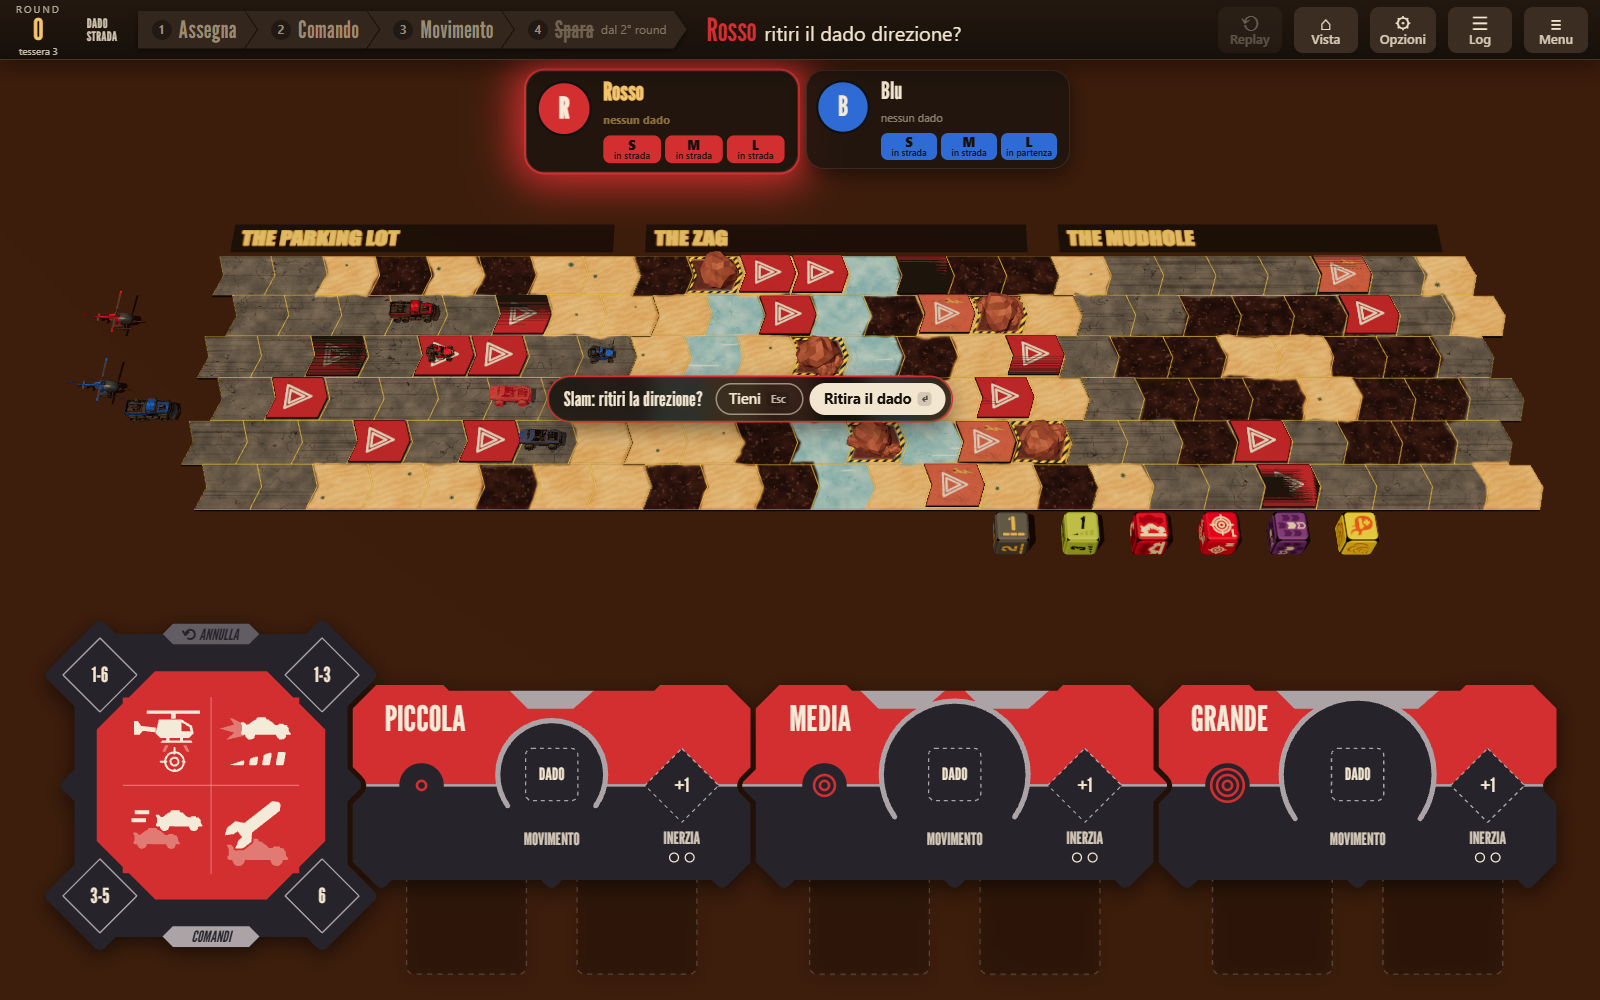 ROUND
0
tessera 3
DADO
STRADA
1 Assegna
2 Comando
3 Movimento
4 Spara dal 2° round
Rosso ritiri il dado direzione?
Replay
Vista
Opzioni
Log
Menu
R
Rosso
nessun dado
S
in strada
M
in strada
L
in strada
B
Blu
nessun dado
S
in strada
M
in strada
L
in partenza
THE PARKING LOT
THE ZAG
THE MUDHOLE
Slam: ritiri la direzione?
Tieni Esc
Ritira il dado
1
1
ANNULLA
1-6
1-3
3-5
6
COMANDI
PICCOLA
DADO
MOVIMENTO
+1
INERZIA
MEDIA
DADO
MOVIMENTO
+1
INERZIA
GRANDE
DADO
MOVIMENTO
+1
INERZIA